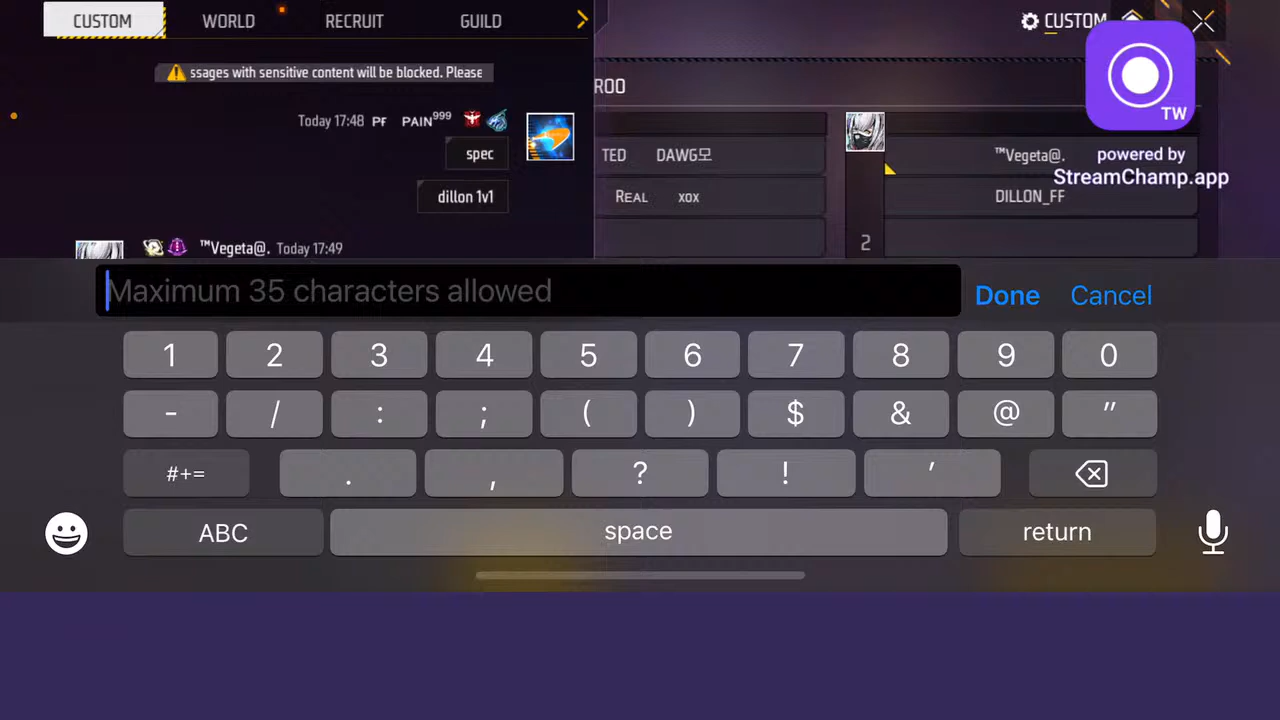 CUSTOM WORLD RECRUIT GUILD
CUSTOM
TW
powered by
StreamChamp.app
ssages with sensitive content will be blocked. Please
ROO
Today 17:48 PF PAIN⁹⁹⁹
spec
dillon 1v1
™Vegeta@. Today 17:49
TED DAWG모
REAL xox
™Vegeta@.
DILLON_FF
2
Maximum 35 characters allowed
Done Cancel
1 2 3 4 5 6 7 8 9 0
- / : ; ( ) $ & @ "
#+= . , ? ! '
ABC space return